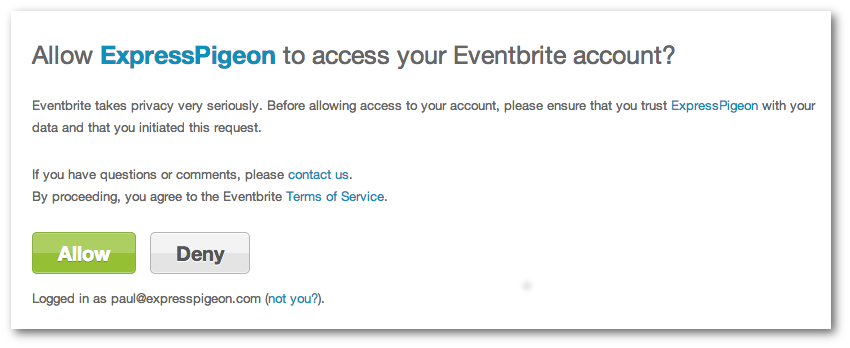 Allow ExpressPigeon to access your Eventbrite account?
Eventbrite takes privacy very seriously. Before allowing access to your account, please ensure that you trust ExpressPigeon with your
data and that you initiated this request.
If you have questions or comments, please contact us.
By proceeding, you agree to the Eventbrite Terms of Service.
Allow Deny
Logged in as paul@expresspigeon.com (not you?).